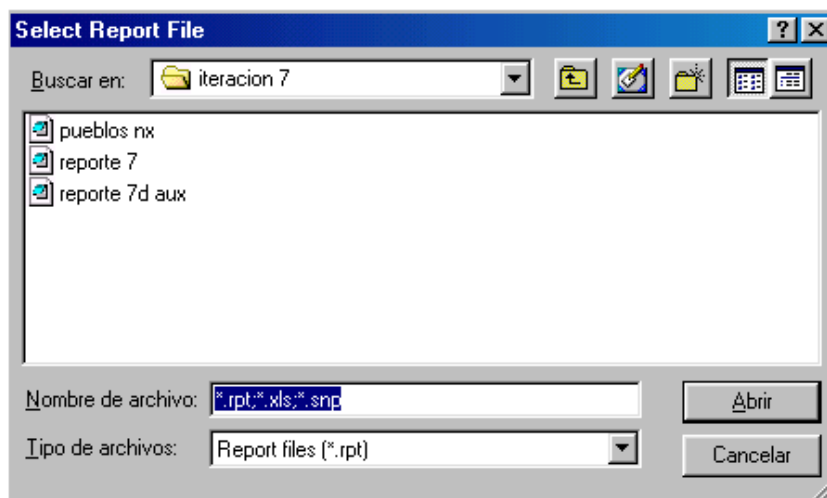 Select Report File
Buscar en: iteracion 7
pueblos nx
reporte 7
reporte 7d aux
Nombre de archivo: *.rpt;*.xls;*.snp
Abrir
Tipo de archivos: Report files (*.rpt)
Cancelar